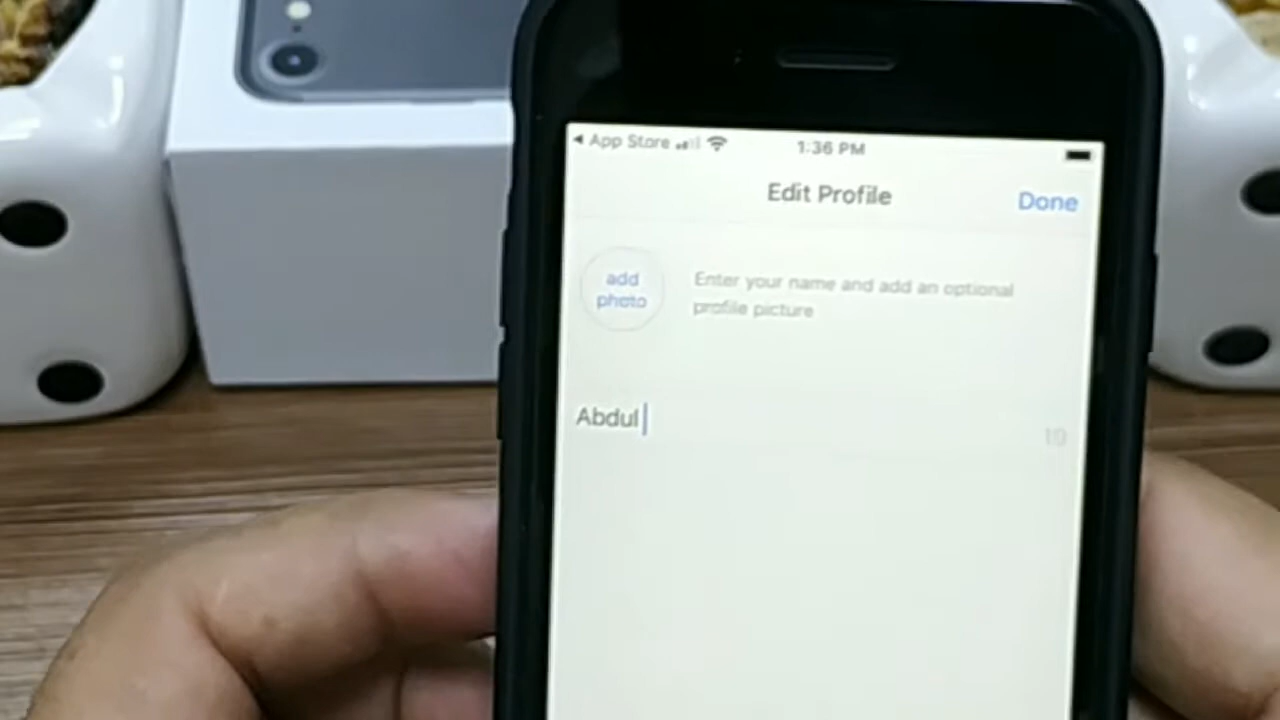 App Store
1:36 PM
Edit Profile
Done
add
photo
Enter your name and add an optional
profile picture
Abdul
19